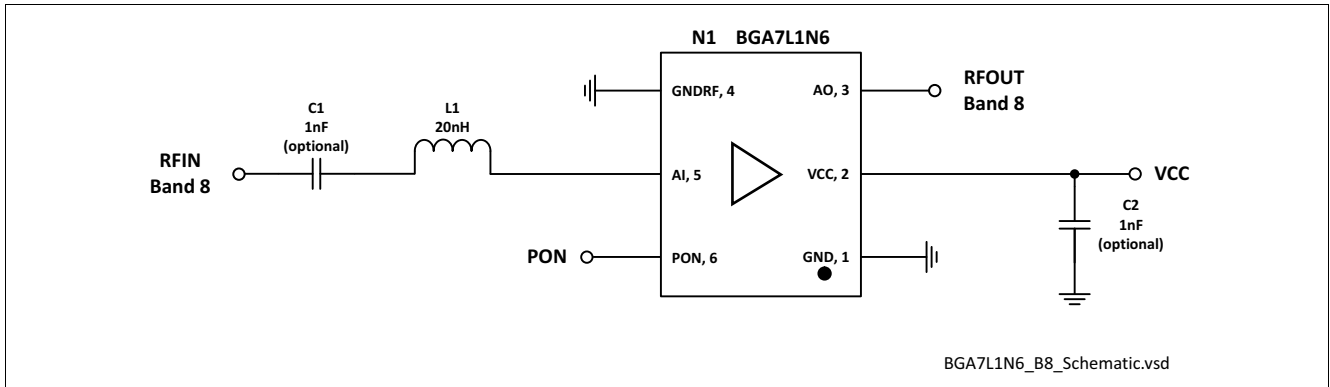 N1 BGA7L1N6
GNDRF, 4
AO, 3
RFOUT
Band 8
C1
1nF
(optional)
L1
20nH
RFIN
Band 8
AI, 5
VCC, 2
VCC
C2
1nF
(optional)
PON
PON, 6
GND, 1
BGA7L1N6_B8_Schematic.vsd